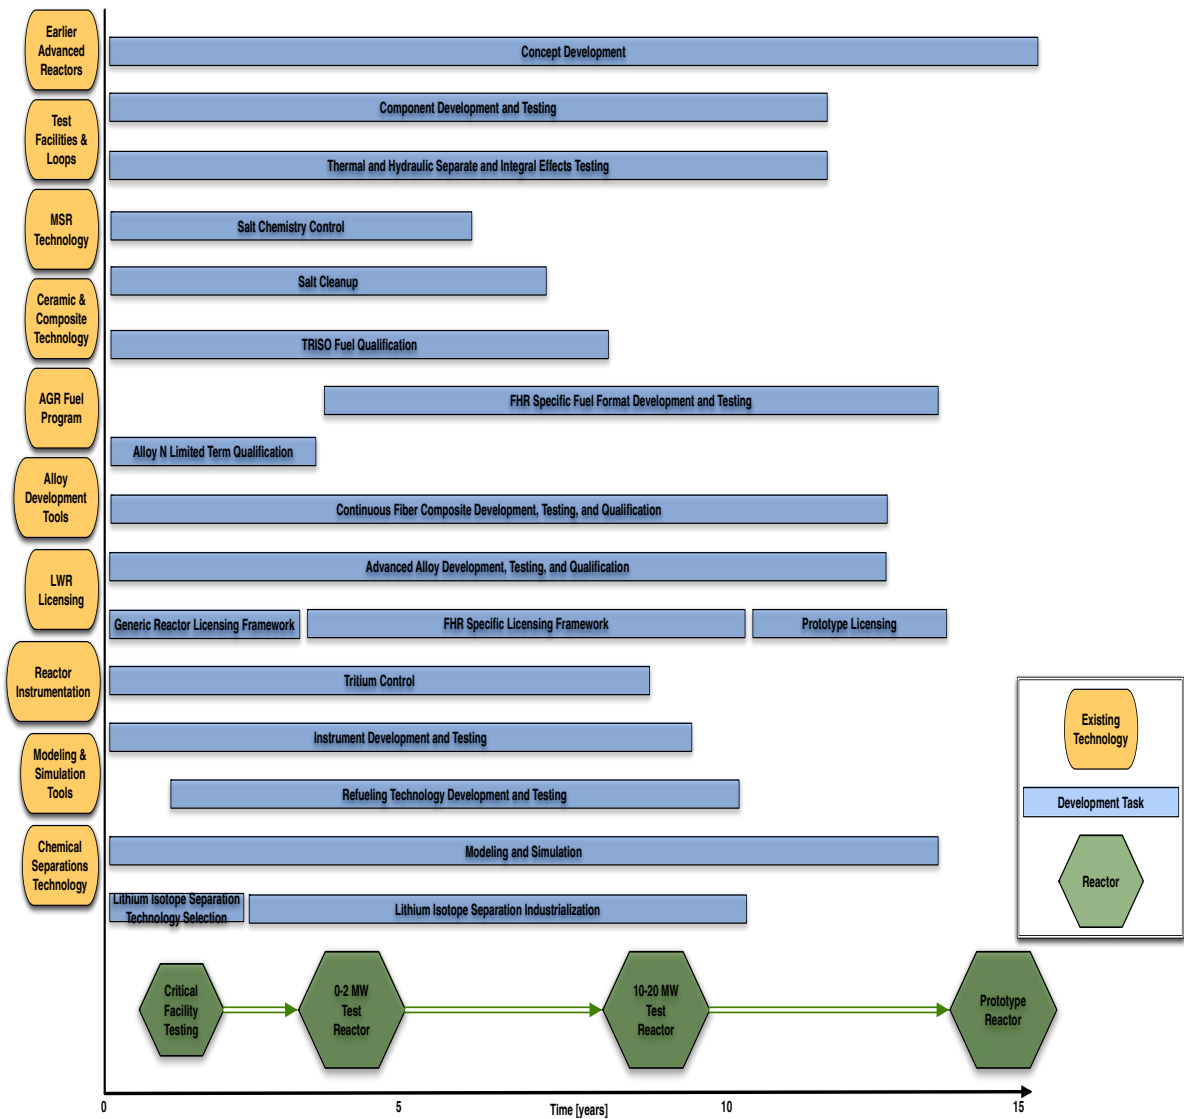 Earlier
Advanced
Reactors
Concept Development
Component Development and Testing
Test
Facilities &
Loops
Thermal and Hydraulic Separate and Integral Effects Testing
MSR
Technology
Salt Chemistry Control
Salt Cleanup
Ceramic &
Composite
Technology
TRISO Fuel Qualification
AGR Fuel
Program
FHR Specific Fuel Format Development and Testing
Alloy N Limited Term Qualification
Alloy
Development
Tools
Continuous Fiber Composite Development, Testing, and Qualification
Advanced Alloy Development, Testing, and Qualification
LWR
Licensing
Generic Reactor Licensing Framework
FHR Specific Licensing Framework
Prototype Licensing
Reactor
Instrumentation
Tritium Control
Instrument Development and Testing
Modeling &
Simulation
Tools
Refueling Technology Development and Testing
Modeling and Simulation
Chemical
Separations
Technology
Lithium Isotope Separation
Technology Selection
Lithium Isotope Separation Industrialization
Existing
Technology
Development Task
Reactor
Critical
Facility
Testing
0-2 MW
Test
Reactor
10-20 MW
Test
Reactor
Prototype
Reactor
0
5
10
15
Time [years]